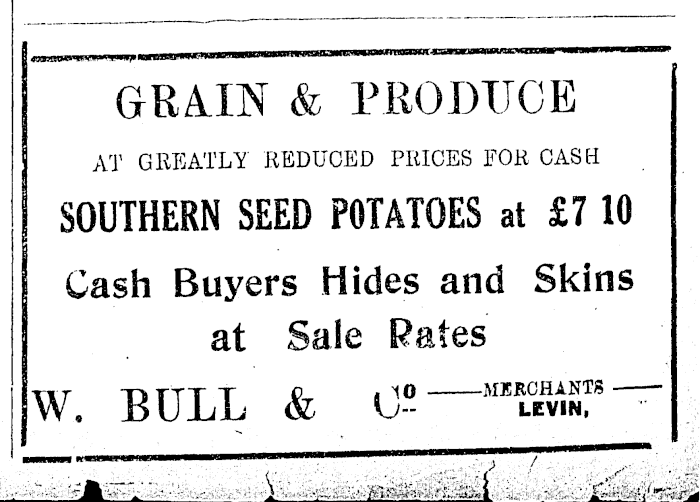 GRAIN & PRODUCE
AT GREATLY REDUCED PRICES FOR CASH
SOUTHERN SEED POTATOES at £7 10
Cash Buyers Hides and Skins
at Sale Rates
W. BULL & Co MERCHANTS
LEVIN,